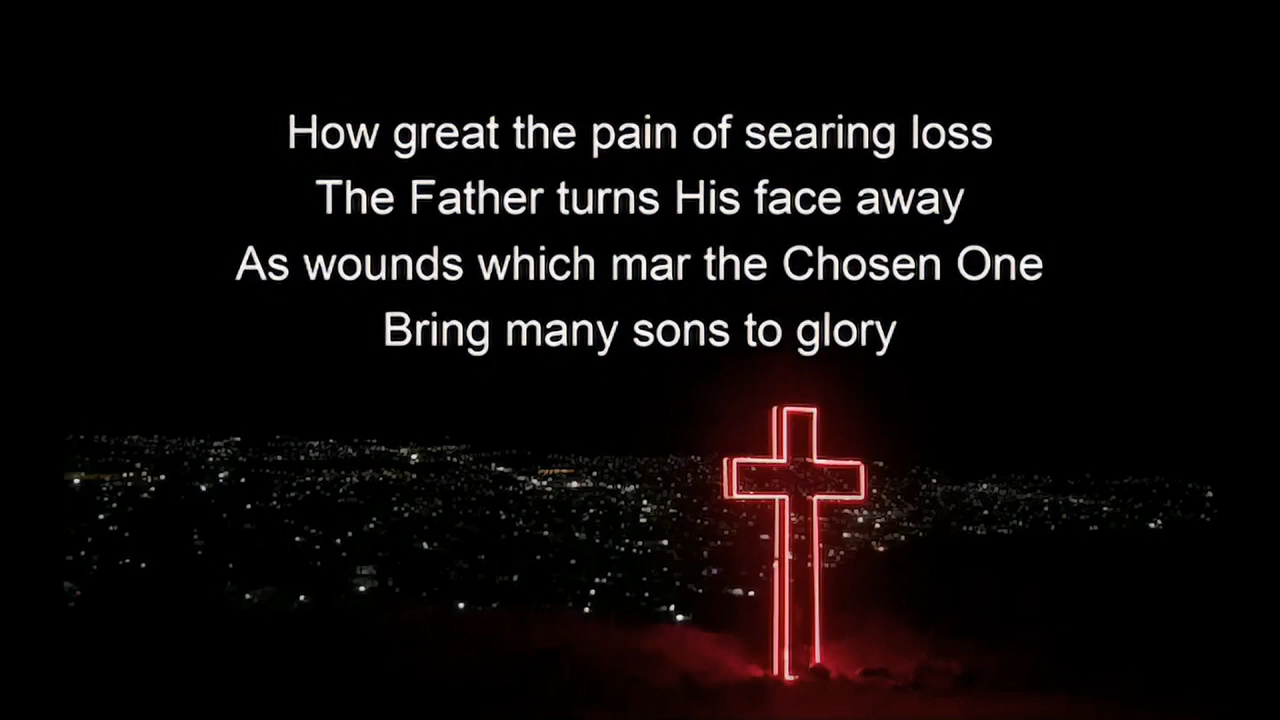 How great the pain of searing loss
The Father turns His face away
As wounds which mar the Chosen One
Bring many sons to glory